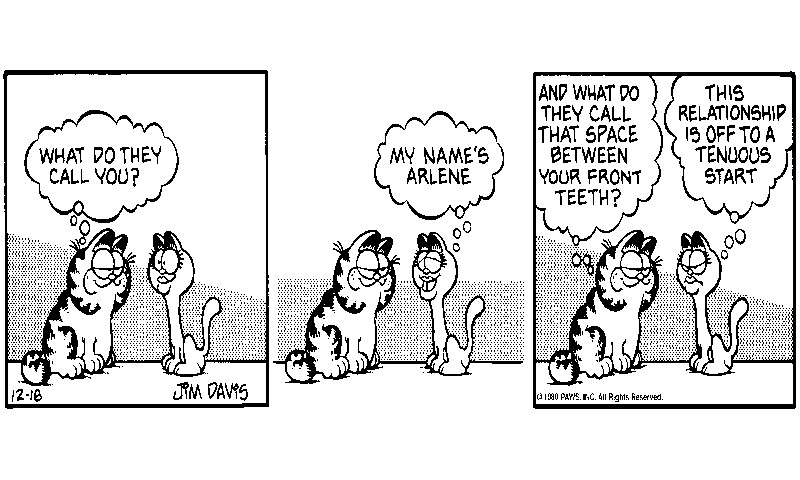 WHAT DO THEY
CALL YOU?
12-18
JIM DAVIS
MY NAME'S
ARLENE
AND WHAT DO
THEY CALL
THAT SPACE
BETWEEN
YOUR FRONT
TEETH?
THIS
RELATIONSHIP
IS OFF TO A
TENUOUS
START
© 1980 PAWS, INC. All Rights Reserved.